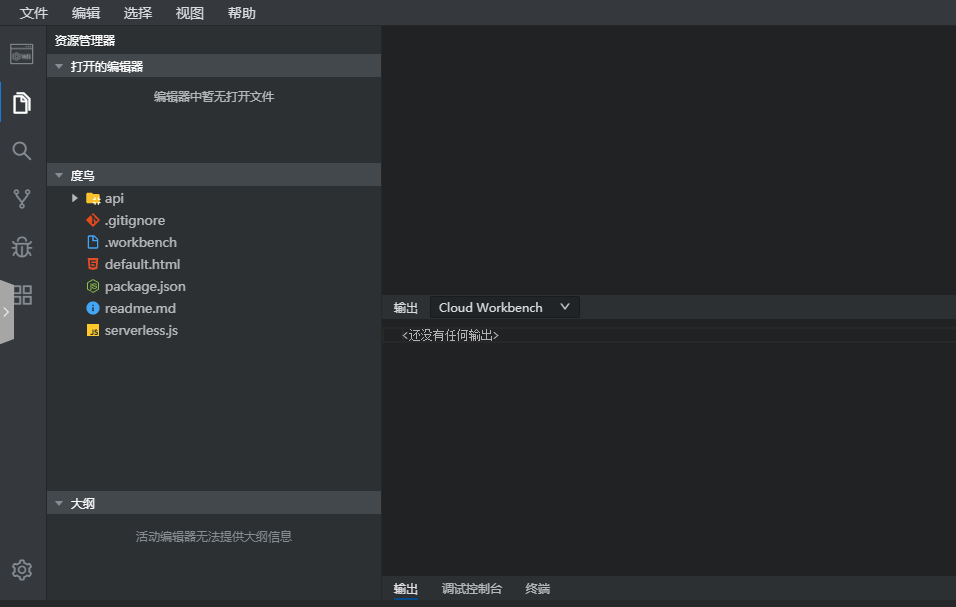 文件 编辑 选择 视图 帮助
资源管理器
打开的编辑器
编辑器中暂无打开文件
度鸟
api
.gitignore
.workbench
default.html
package.json
readme.md
serverless.js
大纲
活动编辑器无法提供大纲信息
输出 Cloud Workbench
<还没有任何输出>
输出 调试控制台 终端